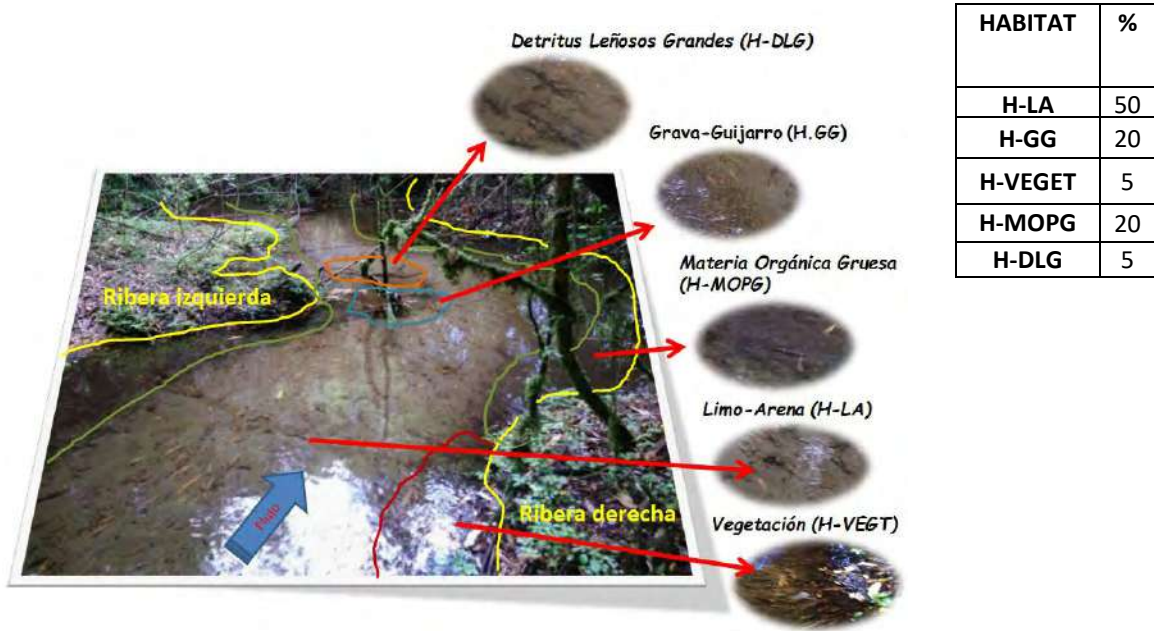 Detritus Leñosos Grandes (H-DLG)
Grava-Guijarro (H.GG)
Materia Orgánica Gruesa
(H-MOPG)
Limo-Arena (H-LA)
Vegetación (H-VEGT)
Ribera izquierda
Ribera derecha
Flujo
HABITAT %
H-LA 50
H-GG 20
H-VEGET 5
H-MOPG 20
H-DLG 5